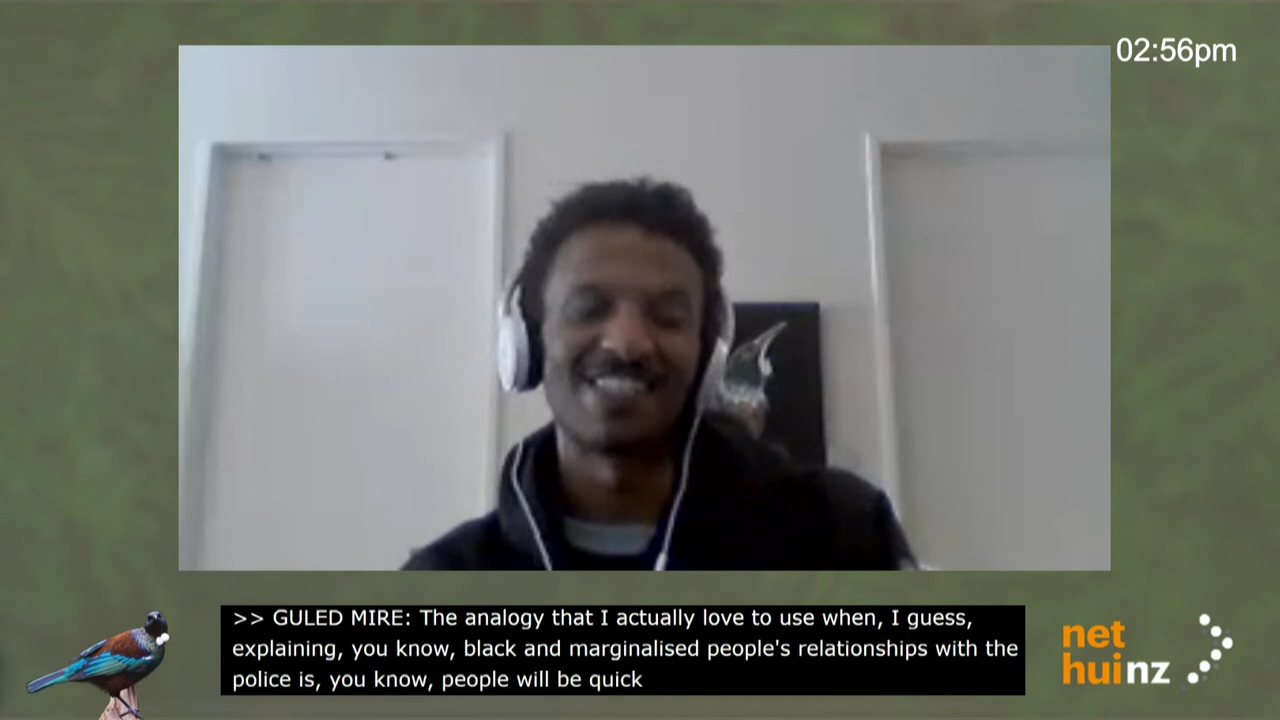 02:56pm
>> GULED MIRE: The analogy that I actually love to use when, I guess,
explaining, you know, black and marginalised people's relationships with the
police is, you know, people will be quick
net
huinz